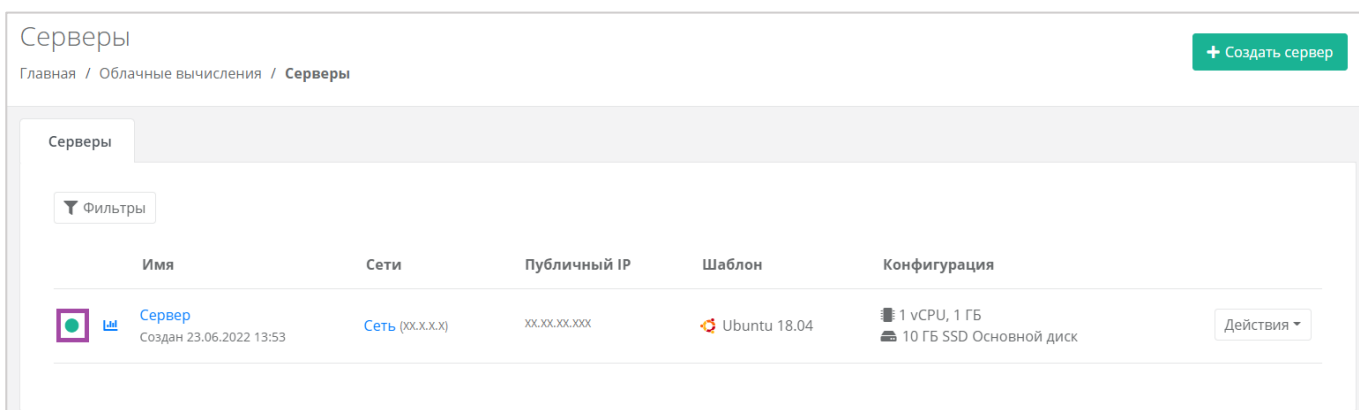 Серверы
Главная / Облачные вычисления / Серверы
+ Создать сервер
Серверы
Фильтры
Имя Сети Публичный IP Шаблон Конфигурация
Сервер
Создан 23.06.2022 13:53
Сеть (XX.X.X.X)
XX.XX.XX.XXX
Ubuntu 18.04
1 vCPU, 1 ГБ
10 ГБ SSD Основной диск
Действия